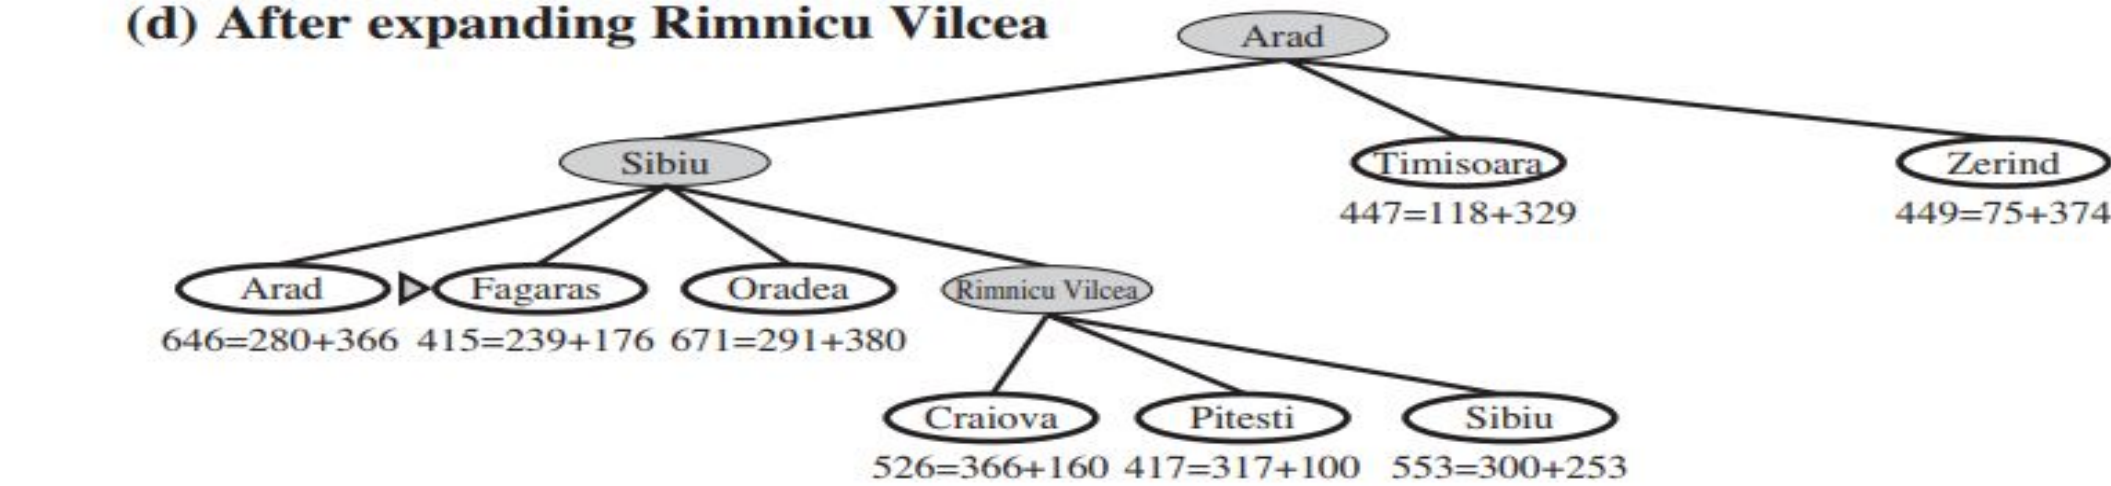 (d) After expanding Rimnicu Vilcea
Arad
Sibiu
Timisoara
Zerind
447=118+329
449=75+374
Arad
Fagaras
Oradea
Rimnicu Vilcea
646=280+366
415=239+176
671=291+380
Craiova
Pitesti
Sibiu
526=366+160
417=317+100
553=300+253